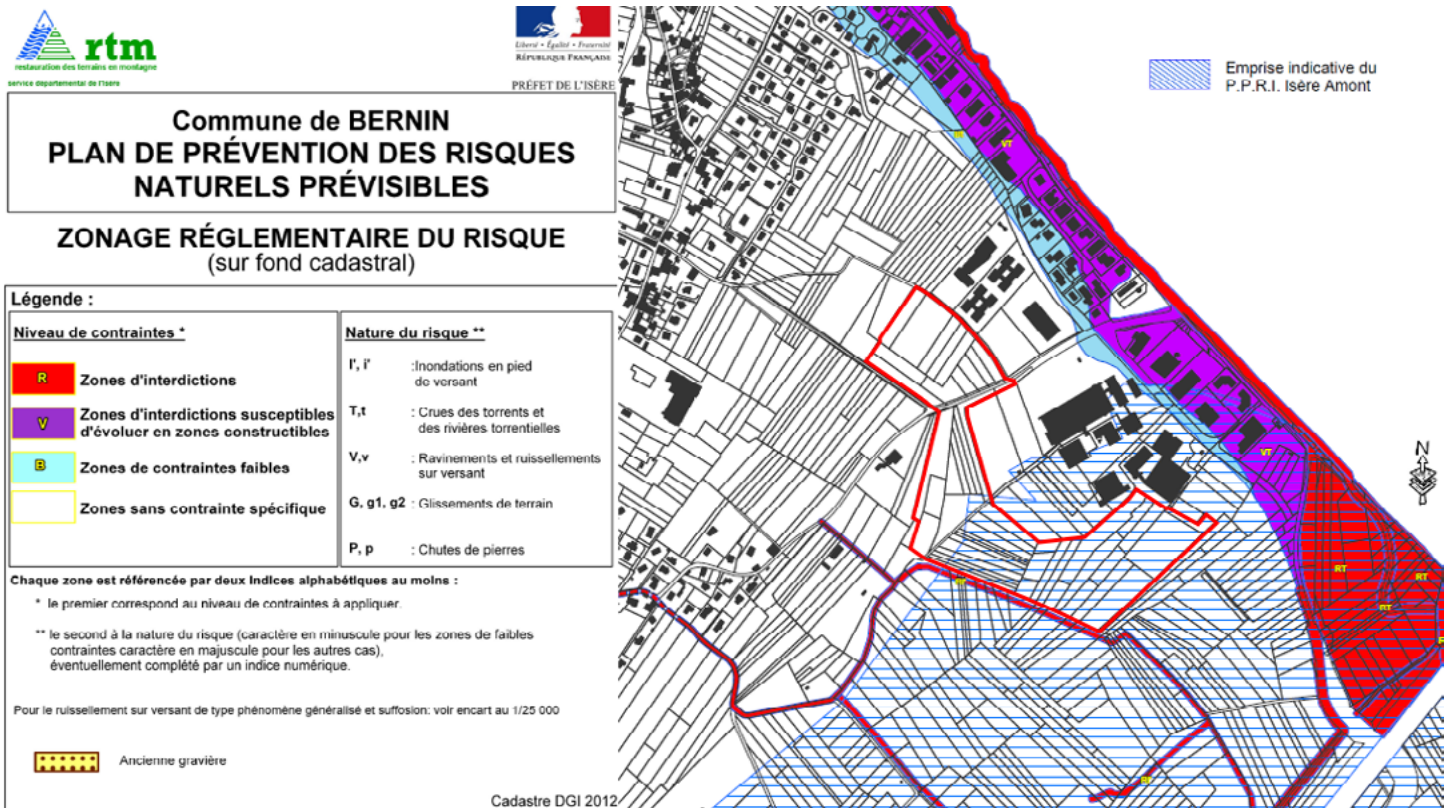 rtm
restauration des terrains en montagne
service départemental de l'Isère
Liberté • Égalité • Fraternité
RÉPUBLIQUE FRANÇAISE
PRÉFET DE L'ISÈRE
Commune de BERNIN
PLAN DE PRÉVENTION DES RISQUES
NATURELS PRÉVISIBLES
ZONAGE RÉGLEMENTAIRE DU RISQUE
(sur fond cadastral)
Légende :
Niveau de contraintes *
R Zones d'interdictions
V Zones d'interdictions susceptibles
d'évoluer en zones constructibles
B Zones de contraintes faibles
Zones sans contrainte spécifique
Nature du risque **
I', i' :Inondations en pied
de versant
T,t : Crues des torrents et
des rivières torrentielles
V,v : Ravinements et ruissellements
sur versant
G, g1, g2 : Glissements de terrain
P, p : Chutes de pierres
Chaque zone est référencée par deux indices alphabétiques au moins :
* le premier correspond au niveau de contraintes à appliquer.
** le second à la nature du risque (caractère en minuscule pour les zones de faibles
contraintes caractère en majuscule pour les autres cas),
éventuellement complété par un indice numérique.
Pour le ruissellement sur versant de type phénomène généralisé et suffosion: voir encart au 1/25 000
Ancienne gravière
Cadastre DGI 2012
Emprise indicative du
P.P.R.I. Isère Amont
VT
VT
RT
RT
RT
N